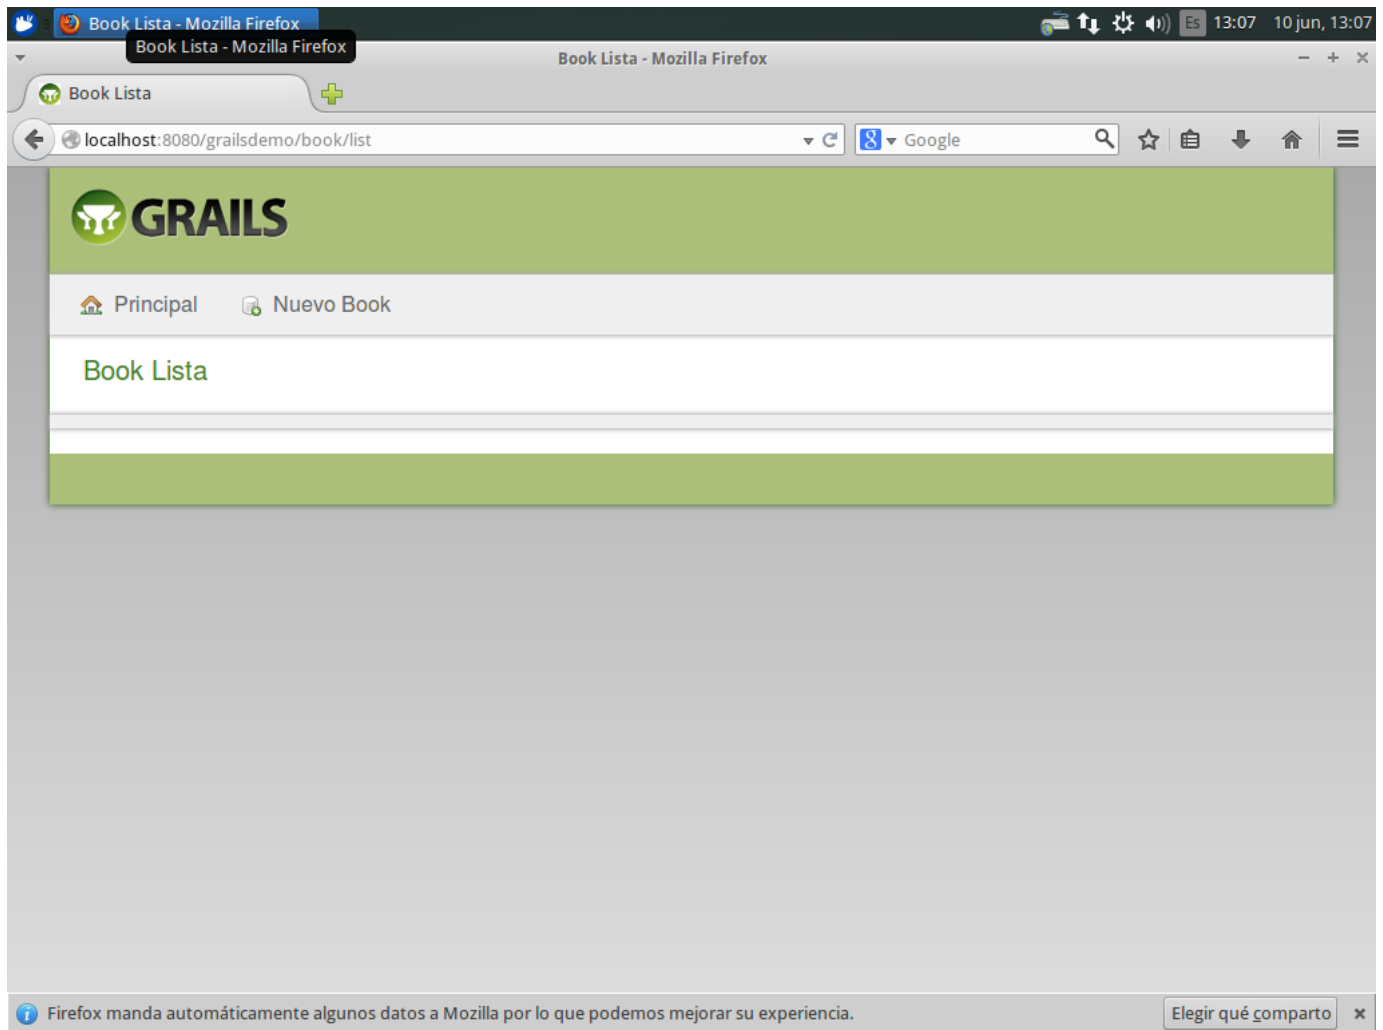 Book Lista - Mozilla Firefox
Es 13:07 10 jun, 13:07
Book Lista - Mozilla Firefox
Book Lista - Mozilla Firefox
Book Lista
localhost:8080/grailsdemo/book/list
8 Google
GRAILS
Principal Nuevo Book
Book Lista
Firefox manda automáticamente algunos datos a Mozilla por lo que podemos mejorar su experiencia.
Elegir qué comparto